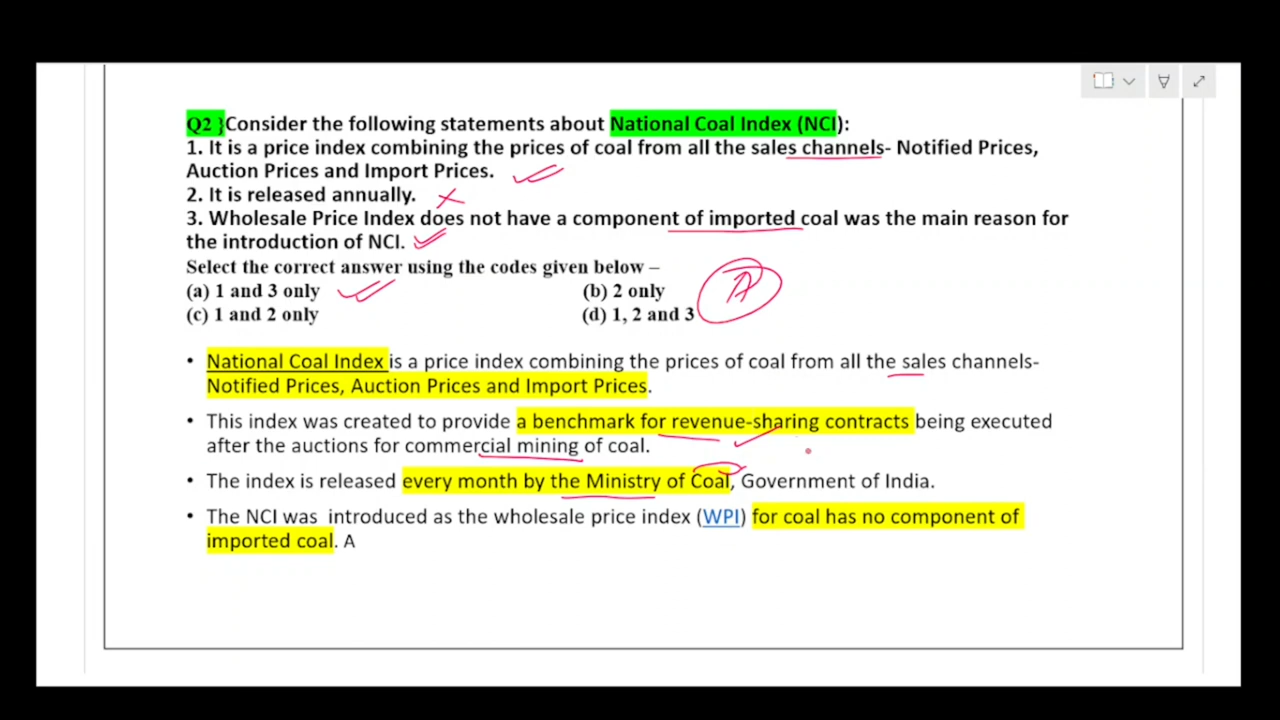 Q2 }Consider the following statements about National Coal Index (NCI):
1. It is a price index combining the prices of coal from all the sales channels- Notified Prices,
Auction Prices and Import Prices.
2. It is released annually.
3. Wholesale Price Index does not have a component of imported coal was the main reason for
the introduction of NCI.
Select the correct answer using the codes given below –
(a) 1 and 3 only (b) 2 only
(c) 1 and 2 only (d) 1, 2 and 3
A
• National Coal Index is a price index combining the prices of coal from all the sales channels-
Notified Prices, Auction Prices and Import Prices.
• This index was created to provide a benchmark for revenue-sharing contracts being executed
after the auctions for commercial mining of coal.
• The index is released every month by the Ministry of Coal, Government of India.
• The NCI was introduced as the wholesale price index (WPI) for coal has no component of
imported coal. A